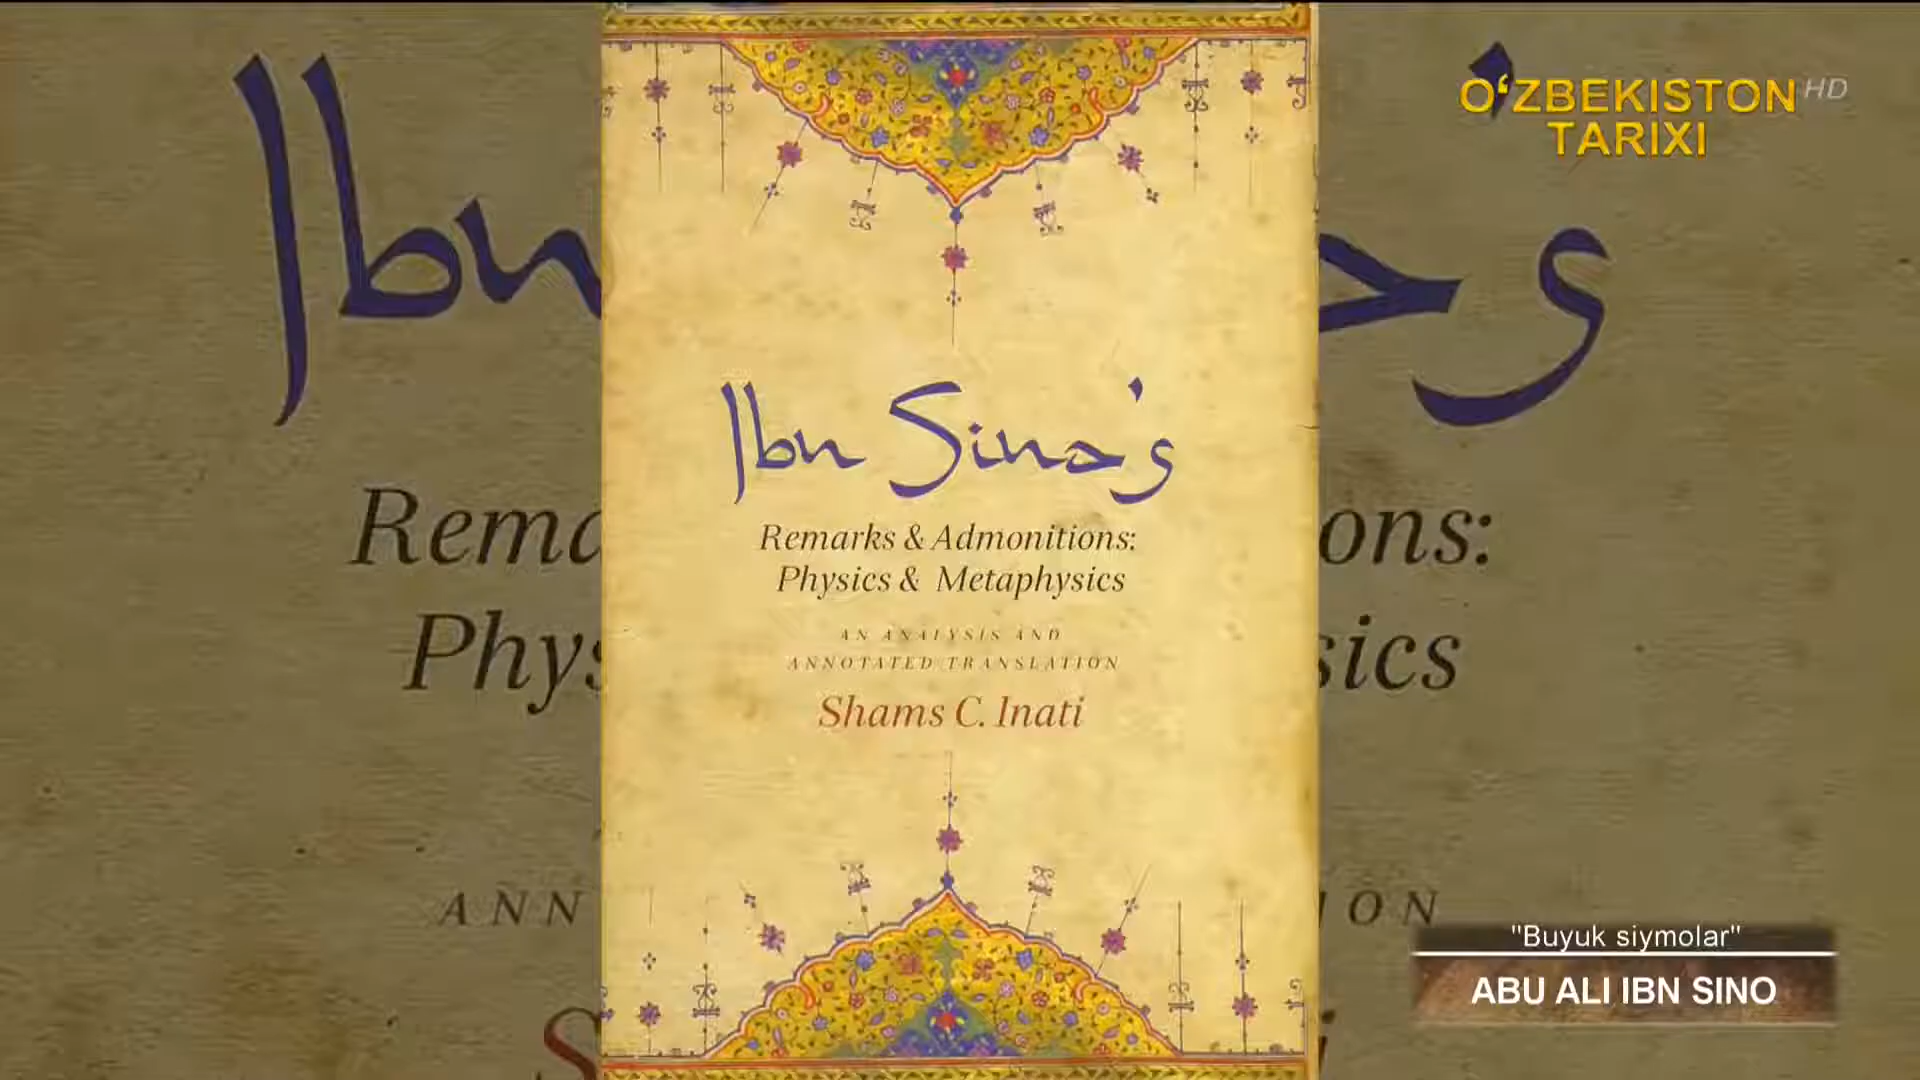 O‘ZBEKISTON HD
TARIXI
Ibn Sina's
Remarks & Admonitions:
Physics & Metaphysics
AN ANALYSIS AND
ANNOTATED TRANSLATION
Shams C. Inati
"Buyuk siymolar"
ABU ALI IBN SINO